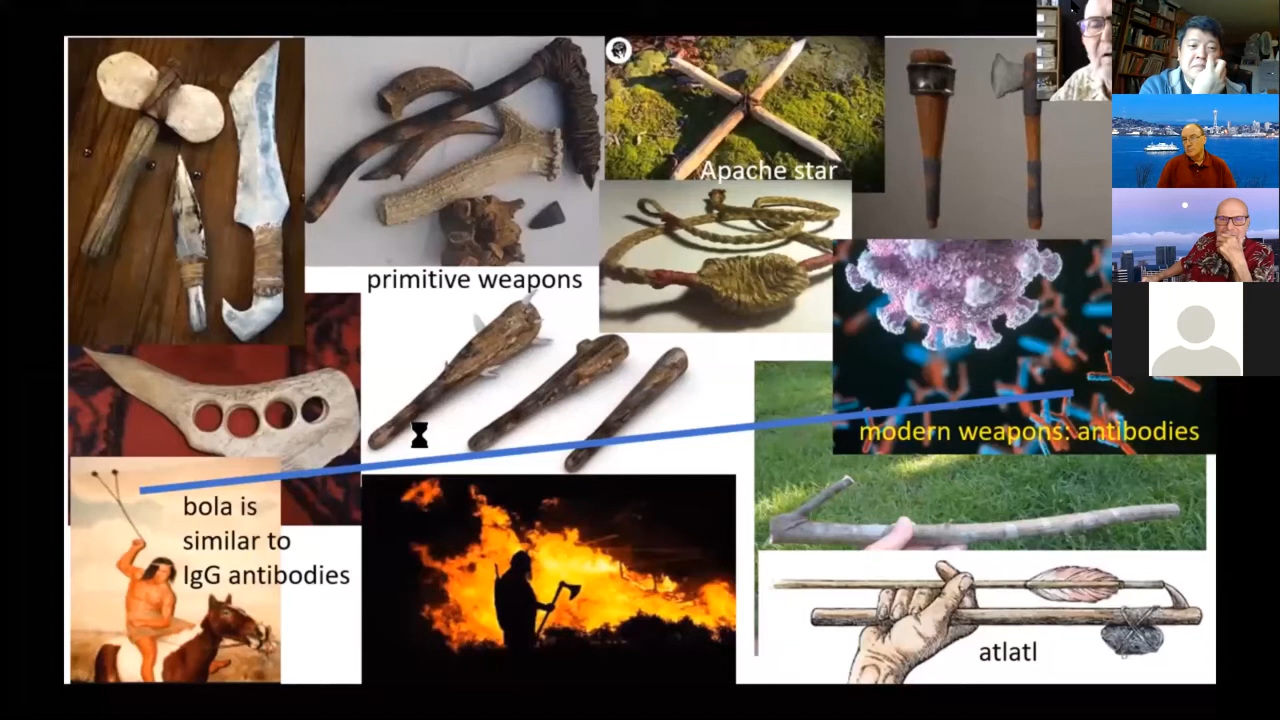 Apache star
primitive weapons
modern weapons: antibodies
bola is
similar to
IgG antibodies
atlatl